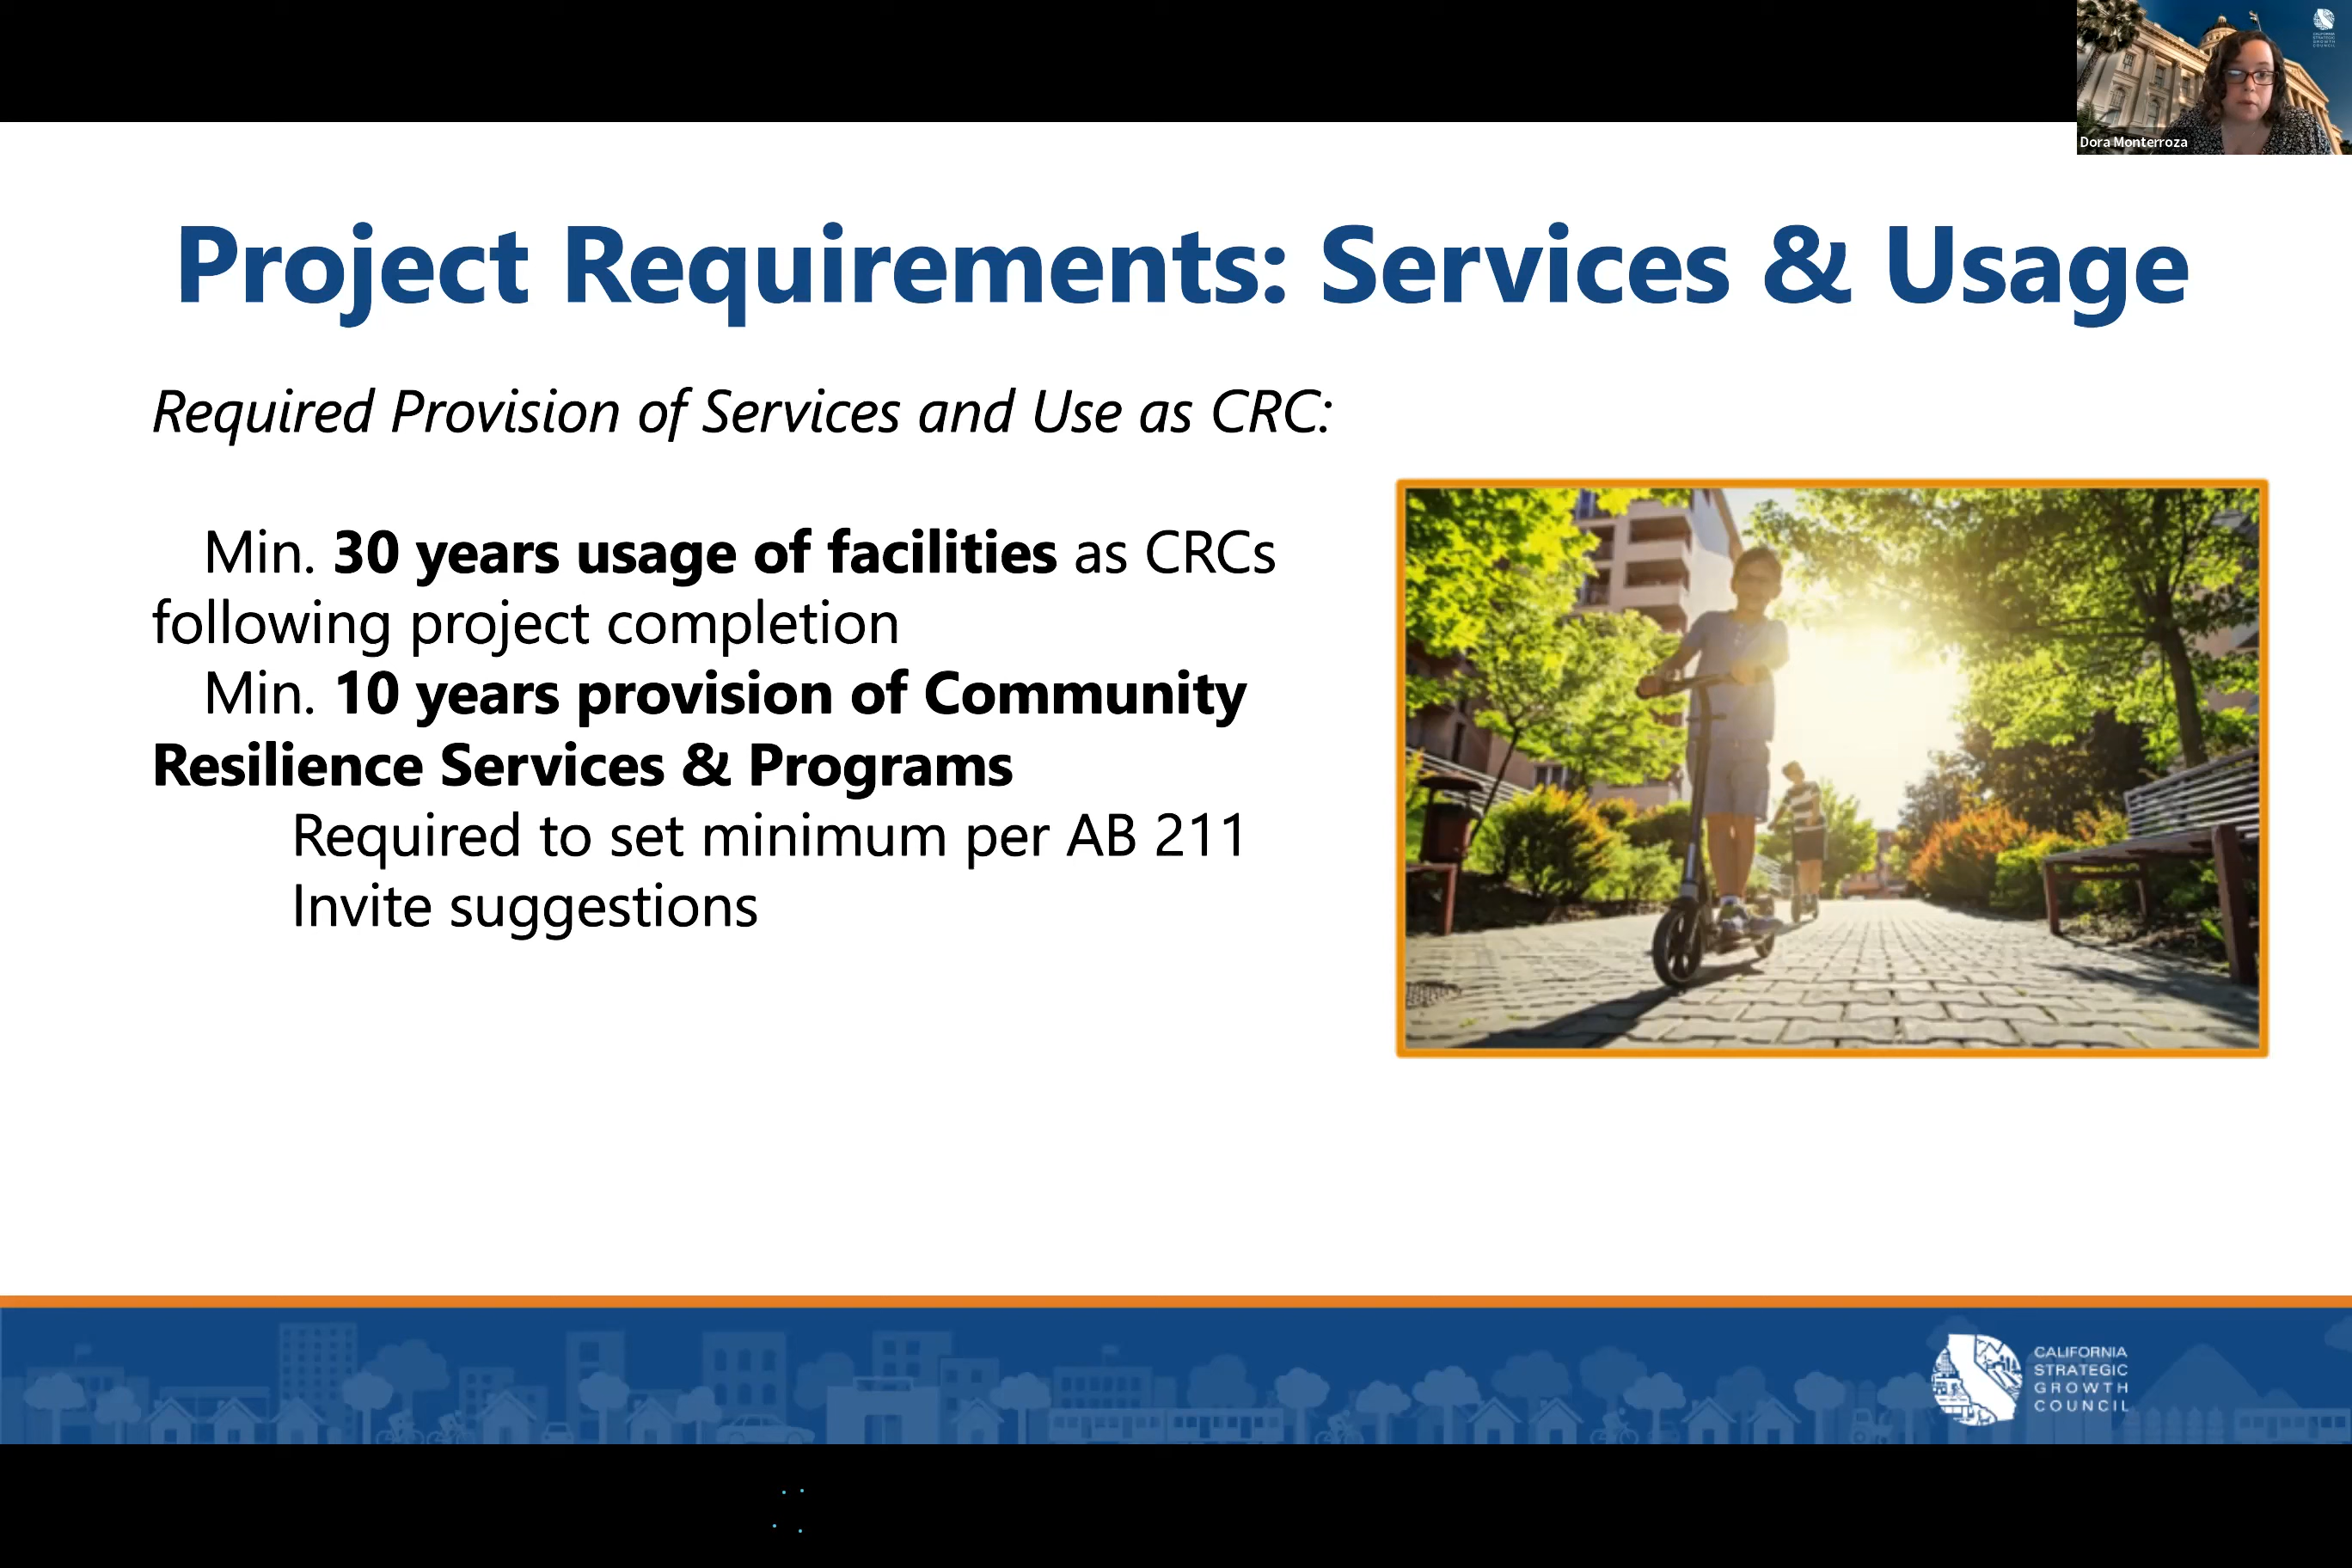 Dora Monterroza
Project Requirements: Services & Usage
Required Provision of Services and Use as CRC:
Min. 30 years usage of facilities as CRCs
following project completion
Min. 10 years provision of Community
Resilience Services & Programs
Required to set minimum per AB 211
Invite suggestions
CALIFORNIA
STRATEGIC
GROWTH
COUNCIL